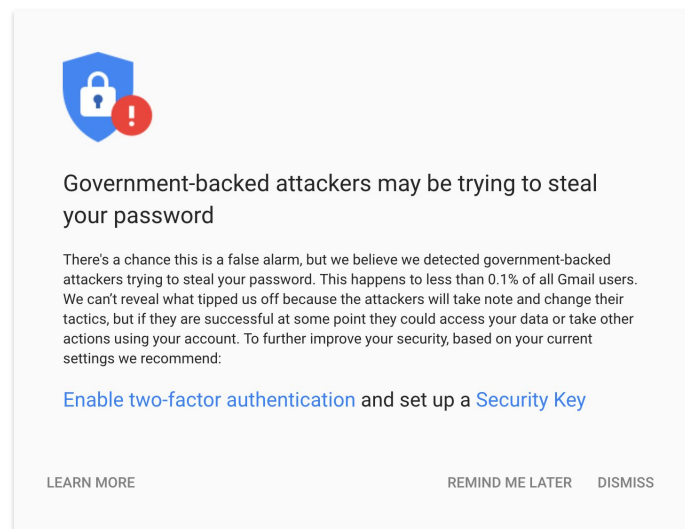 Government-backed attackers may be trying to steal
your password
There's a chance this is a false alarm, but we believe we detected government-backed
attackers trying to steal your password. This happens to less than 0.1% of all Gmail users.
We can't reveal what tipped us off because the attackers will take note and change their
tactics, but if they are successful at some point they could access your data or take other
actions using your account. To further improve your security, based on your current
settings we recommend:
Enable two-factor authentication and set up a Security Key
LEARN MORE REMIND ME LATER DISMISS